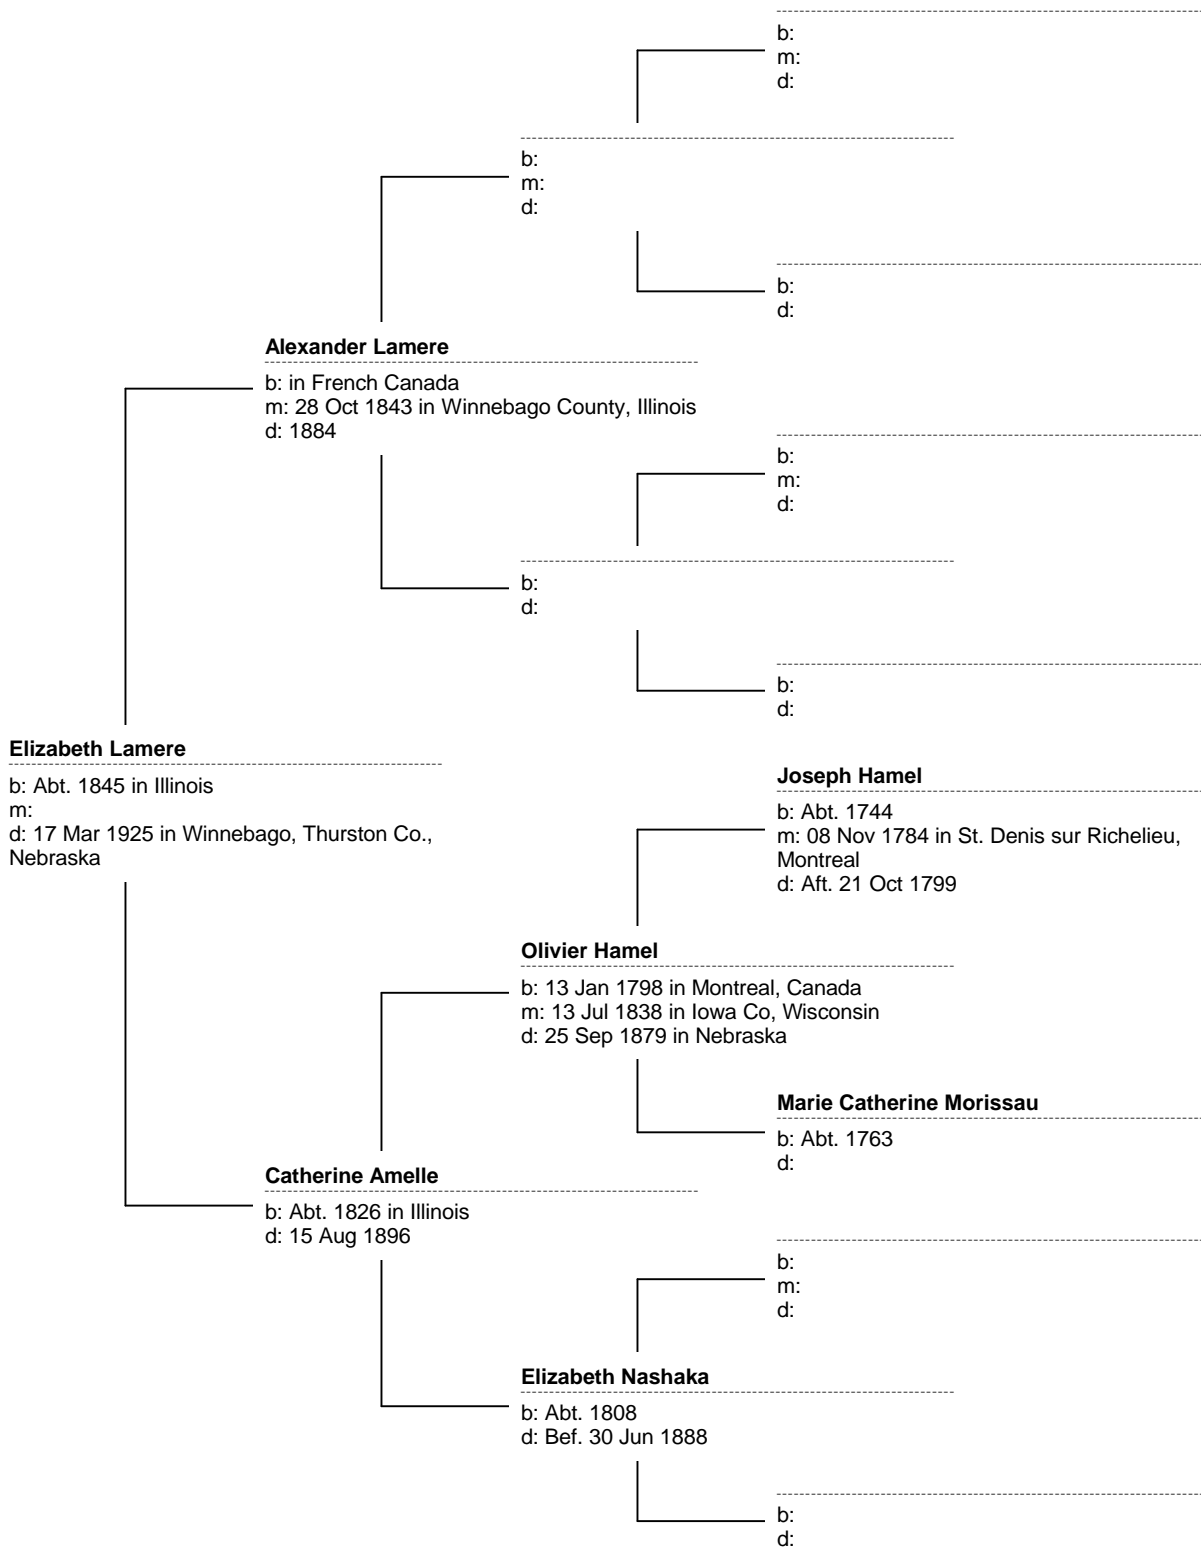 b:
m:
d:
b:
m:
d:
b:
d:
Alexander Lamere
b: in French Canada
m: 28 Oct 1843 in Winnebago County, Illinois
d: 1884
b:
m:
d:
b:
d:
b:
d:
Elizabeth Lamere
b: Abt. 1845 in Illinois
m:
d: 17 Mar 1925 in Winnebago, Thurston Co.,
Nebraska
Joseph Hamel
b: Abt. 1744
m: 08 Nov 1784 in St. Denis sur Richelieu,
Montreal
d: Aft. 21 Oct 1799
Olivier Hamel
b: 13 Jan 1798 in Montreal, Canada
m: 13 Jul 1838 in Iowa Co, Wisconsin
d: 25 Sep 1879 in Nebraska
Marie Catherine Morissau
b: Abt. 1763
d:
Catherine Amelle
b: Abt. 1826 in Illinois
d: 15 Aug 1896
b:
m:
d:
Elizabeth Nashaka
b: Abt. 1808
d: Bef. 30 Jun 1888
b:
d: